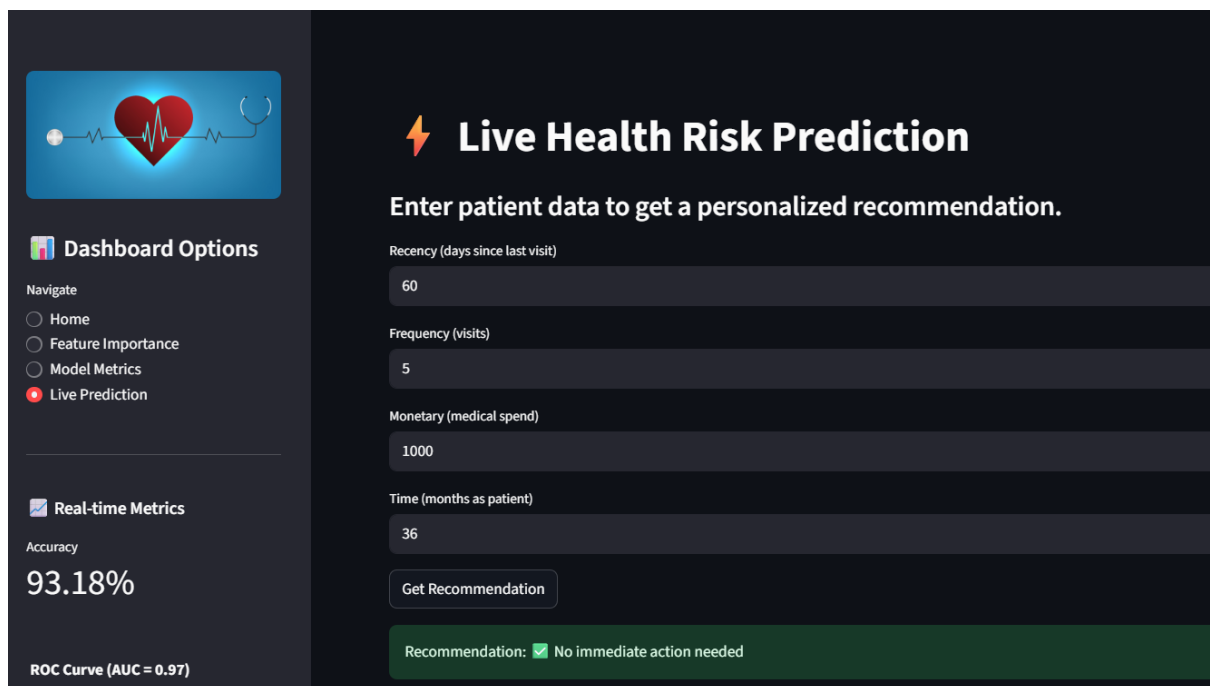 Dashboard Options
Navigate
Home
Feature Importance
Model Metrics
Live Prediction
Real-time Metrics
Accuracy
93.18%
ROC Curve (AUC = 0.97)
Live Health Risk Prediction
Enter patient data to get a personalized recommendation.
Recency (days since last visit)
60
Frequency (visits)
5
Monetary (medical spend)
1000
Time (months as patient)
36
Get Recommendation
Recommendation: ✅ No immediate action needed